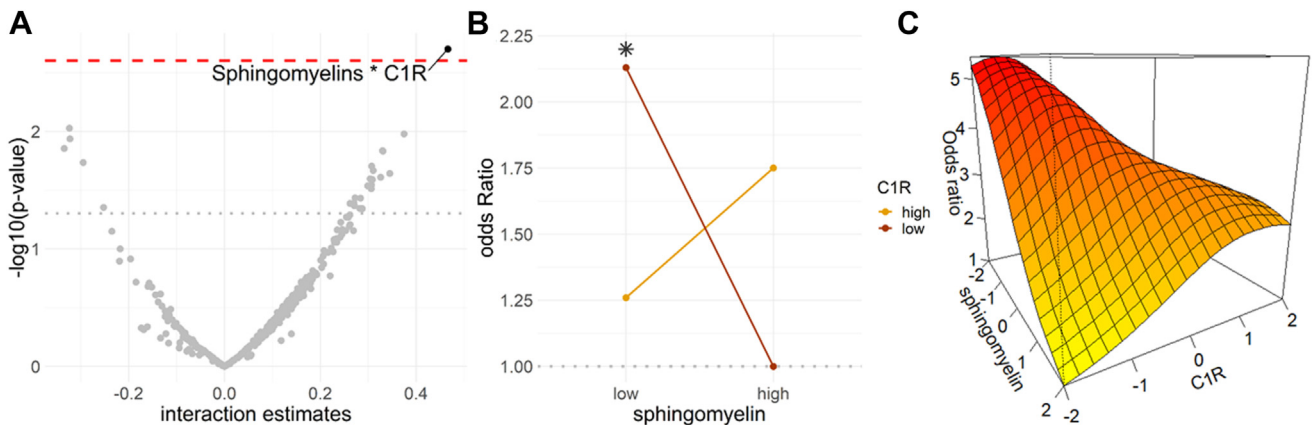 A
-log10(p-value)
2
1
0
Sphingomyelins * C1R
-0.2
0.0
0.2
0.4
interaction estimates
B
odds Ratio
2.25
2.00
1.75
1.50
1.25
1.00
*
low
high
sphingomyelin
C1R
high
low
C
Odds ratio
5
4
3
2
1
-2
-1
0
1
2
sphingomyelin
-2
-1
0
1
2
C1R